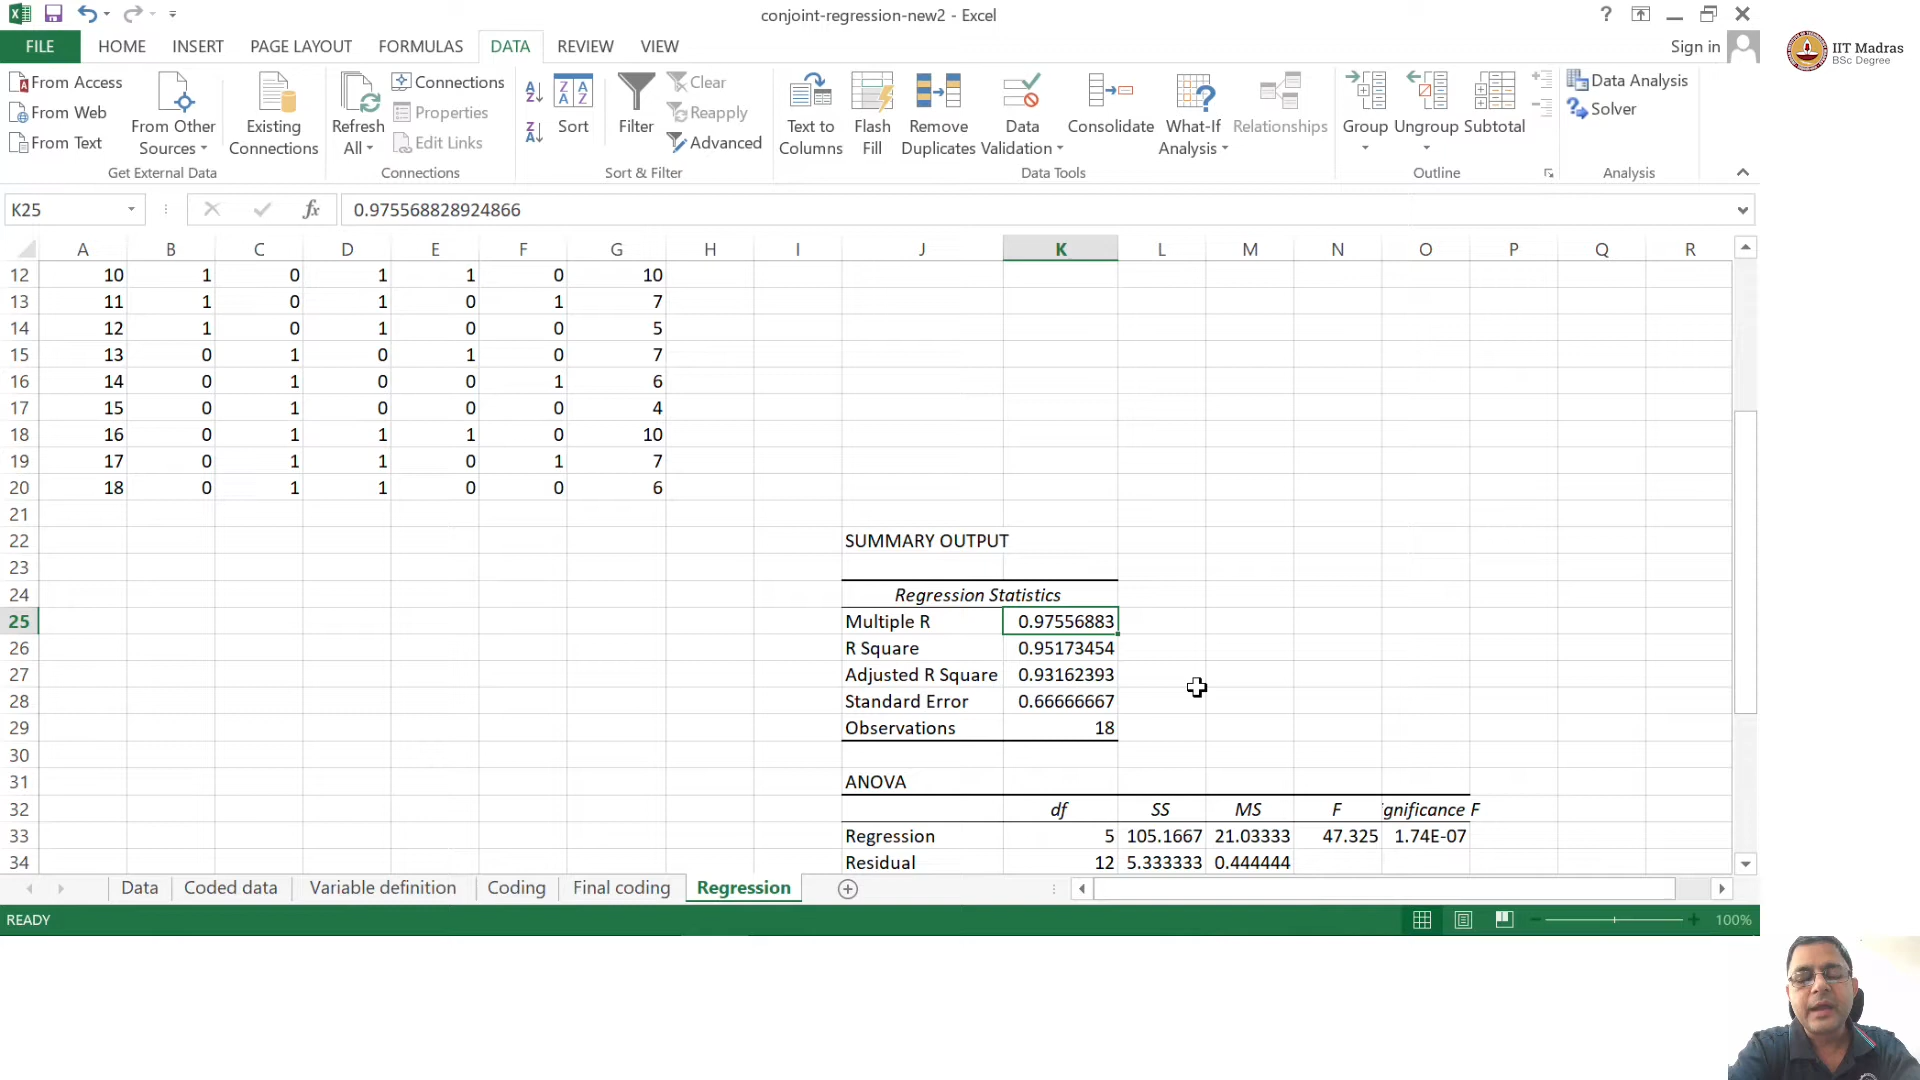 conjoint-regression-new2 - Excel
FILE HOME INSERT PAGE LAYOUT FORMULAS DATA REVIEW VIEW Sign in
IIT Madras
BSc Degree
From Access
From Web
From Text
From Other Sources
Existing Connections
Get External Data
Refresh All
Connections
Properties
Edit Links
Connections
Sort
Filter
Clear
Reapply
Advanced
Sort & Filter
Text to Columns
Flash Fill
Remove Duplicates
Data Validation
Consolidate
What-If Analysis
Relationships
Data Tools
Group
Ungroup
Subtotal
Outline
Data Analysis
Solver
Analysis
K25 fx 0.975568828924866
A B C D E F G H I J K L M N O P Q R
12 10 1 0 1 1 0 10
13 11 1 0 1 0 1 7
14 12 1 0 1 0 0 5
15 13 0 1 0 1 0 7
16 14 0 1 0 0 1 6
17 15 0 1 0 0 0 4
18 16 0 1 1 1 0 10
19 17 0 1 1 0 1 7
20 18 0 1 1 0 0 6
21
22 SUMMARY OUTPUT
23
24 Regression Statistics
25 Multiple R 0.97556883
26 R Square 0.95173454
27 Adjusted R Square 0.93162393
28 Standard Error 0.66666667
29 Observations 18
30
31 ANOVA
32 df SS MS F gnificance F
33 Regression 5 105.1667 21.03333 47.325 1.74E-07
34 Residual 12 5.333333 0.444444
Data Coded data Variable definition Coding Final coding Regression
READY 100%